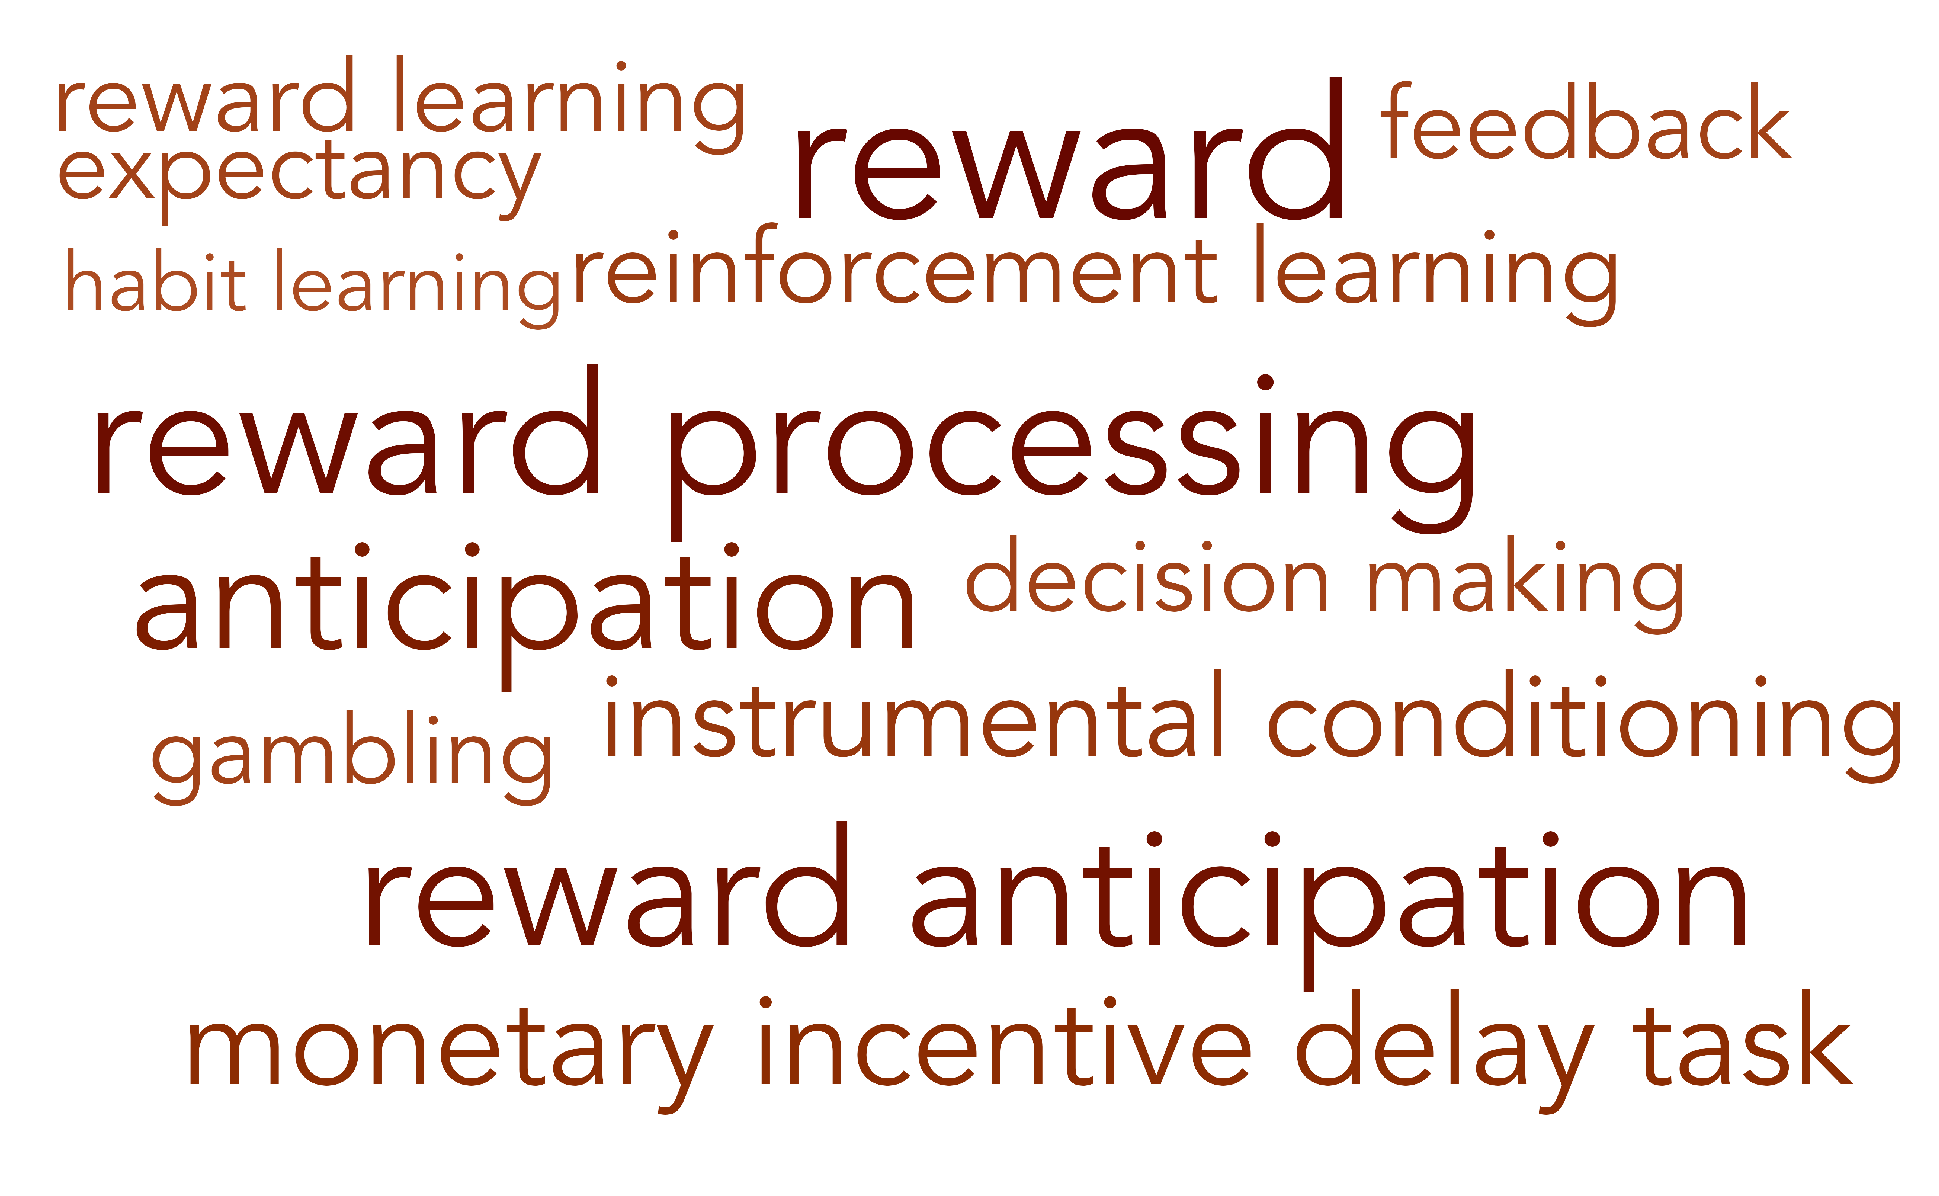 reward learning
reward
feedback
expectancy
habit learning
reinforcement learning
reward processing
anticipation
decision making
gambling
instrumental conditioning
reward anticipation
monetary incentive delay task